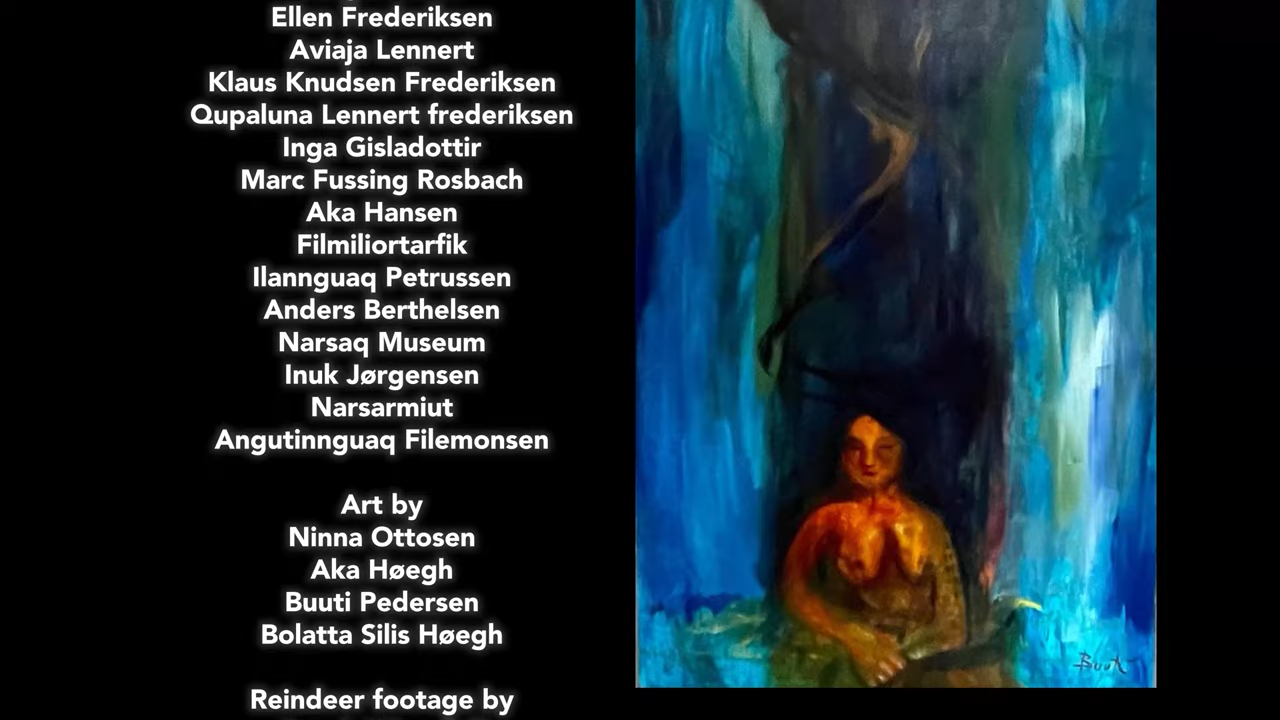 Ellen Frederiksen
Aviaja Lennert
Klaus Knudsen Frederiksen
Qupaluna Lennert frederiksen
Inga Gisladottir
Marc Fussing Rosbach
Aka Hansen
Filmiliortarfik
Ilannguaq Petrussen
Anders Berthelsen
Narsaq Museum
Inuk Jørgensen
Narsarmiut
Angutinnguaq Filemonsen
Art by
Ninna Ottosen
Aka Høegh
Buuti Pedersen
Bolatta Silis Høegh
Reindeer footage by